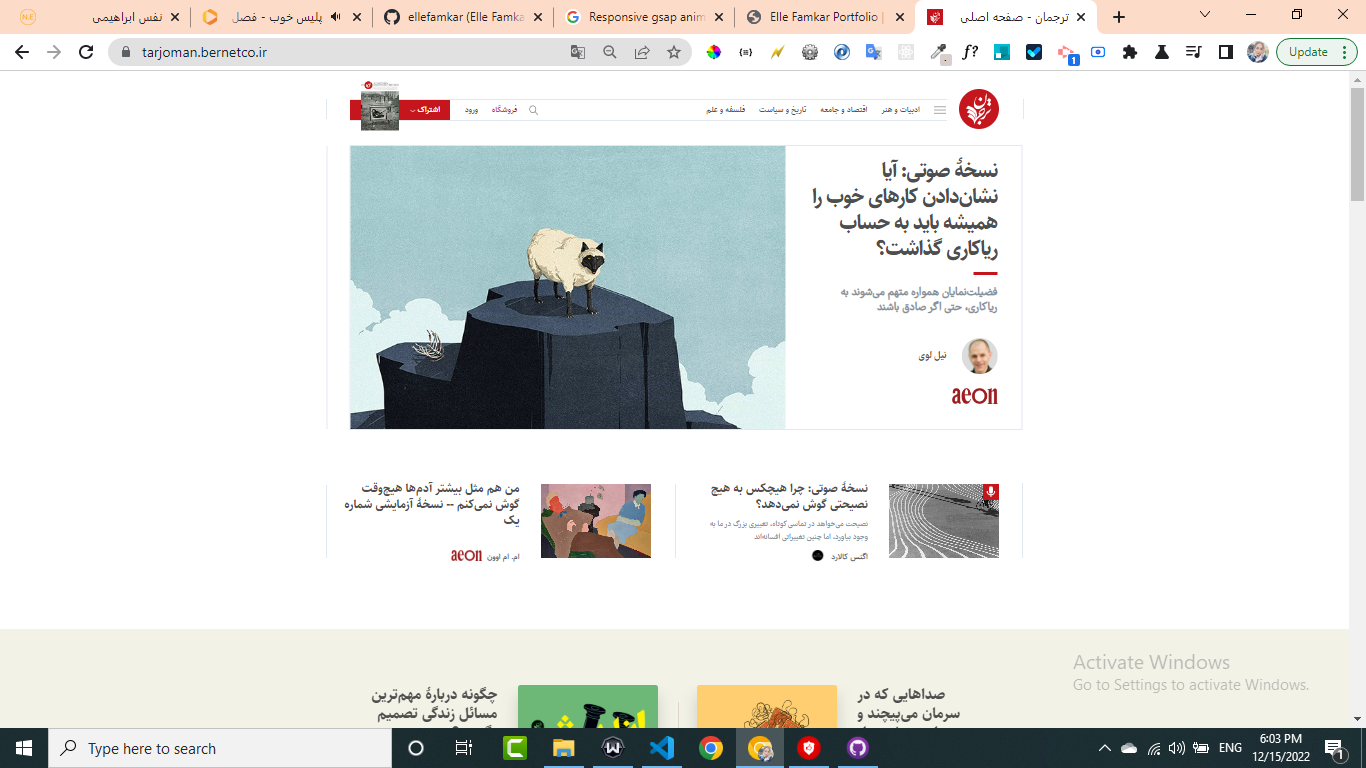 نفس ابراهیمی
پلیس خوب - فصل
ellefamkar (Elle Famka
Responsive gsap anim
Elle Famkar Portfolio |
ترجمان - صفحه اصلی
tarjoman.bernetco.ir
Update
1
ادبیات و هنر
اقتصاد و جامعه
تاریخ و سیاست
فلسفه و علم
فروشگاه
ورود
اشتراک
نسخهٔ صوتی: آیا
نشان‌دادن کارهای خوب را
همیشه باید به حساب
ریاکاری گذاشت؟
فضیلت‌نمایان همواره متهم می‌شوند به
ریاکاری، حتی اگر صادق باشند
نیل لوی
aeon
نسخهٔ صوتی: چرا هیچکس به هیچ
نصیحتی گوش نمی‌دهد؟
نصیحت می‌خواهد در تماسی کوتاه، تغییری بزرگ در ما به
وجود بیاورد، اما چنین تغییراتی افسانه‌اند
اگنس کالارد
من هم مثل بیشتر آدم‌ها هیچ‌وقت
گوش نمی‌کنم -- نسخهٔ آزمایشی شماره
یک
ام. ام اوون
aeon
صداهایی که در
سرمان می‌پیچند و
چگونه دربارهٔ مهم‌ترین
مسائل زندگی تصمیم
Activate Windows
Go to Settings to activate Windows.
Type here to search
ENG
6:03 PM
12/15/2022
1